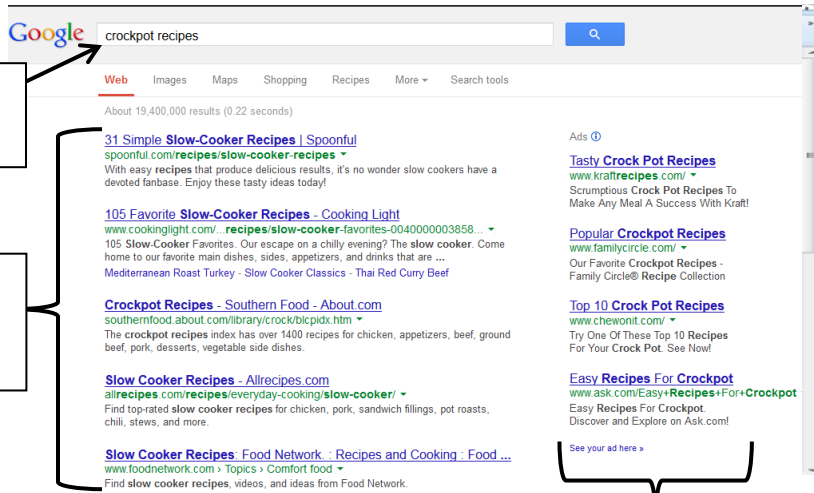 Google
crockpot recipes
Web Images Maps Shopping Recipes More Search tools
About 19,400,000 results (0.22 seconds)
31 Simple Slow-Cooker Recipes | Spoonful
spoonful.com/recipes/slow-cooker-recipes
With easy recipes that produce delicious results, it's no wonder slow cookers have a
devoted fanbase. Enjoy these tasty ideas today!
105 Favorite Slow-Cooker Recipes - Cooking Light
www.cookinglight.com/...recipes/slow-cooker-favorites-0040000003858...
105 Slow-Cooker Favorites. Our escape on a chilly evening? The slow cooker. Come
home to our favorite main dishes, sides, appetizers, and drinks that are ...
Mediterranean Roast Turkey - Slow Cooker Classics - Thai Red Curry Beef
Crockpot Recipes - Southern Food - About.com
southernfood.about.com/library/crock/blcpidx.htm
The crockpot recipes index has over 1400 recipes for chicken, appetizers, beef, ground
beef, pork, desserts, vegetable side dishes.
Slow Cooker Recipes - Allrecipes.com
allrecipes.com/recipes/everyday-cooking/slow-cooker/
Find top-rated slow cooker recipes for chicken, pork, sandwich fillings, pot roasts,
chili, stews, and more.
Slow Cooker Recipes: Food Network. : Recipes and Cooking : Food ...
www.foodnetwork.com › Topics › Comfort food
Find slow cooker recipes, videos, and ideas from Food Network.
Ads
Tasty Crock Pot Recipes
www.kraftrecipes.com/
Scrumptious Crock Pot Recipes To
Make Any Meal A Success With Kraft!
Popular Crockpot Recipes
www.familycircle.com/
Our Favorite Crockpot Recipes -
Family Circle® Recipe Collection
Top 10 Crock Pot Recipes
www.chewonit.com/
Try One Of These Top 10 Recipes
For Your Crock Pot. See Now!
Easy Recipes For Crockpot
www.ask.com/Easy+Recipes+For+Crockpot
Easy Recipes For Crockpot.
Discover and Explore on Ask.com!
See your ad here »